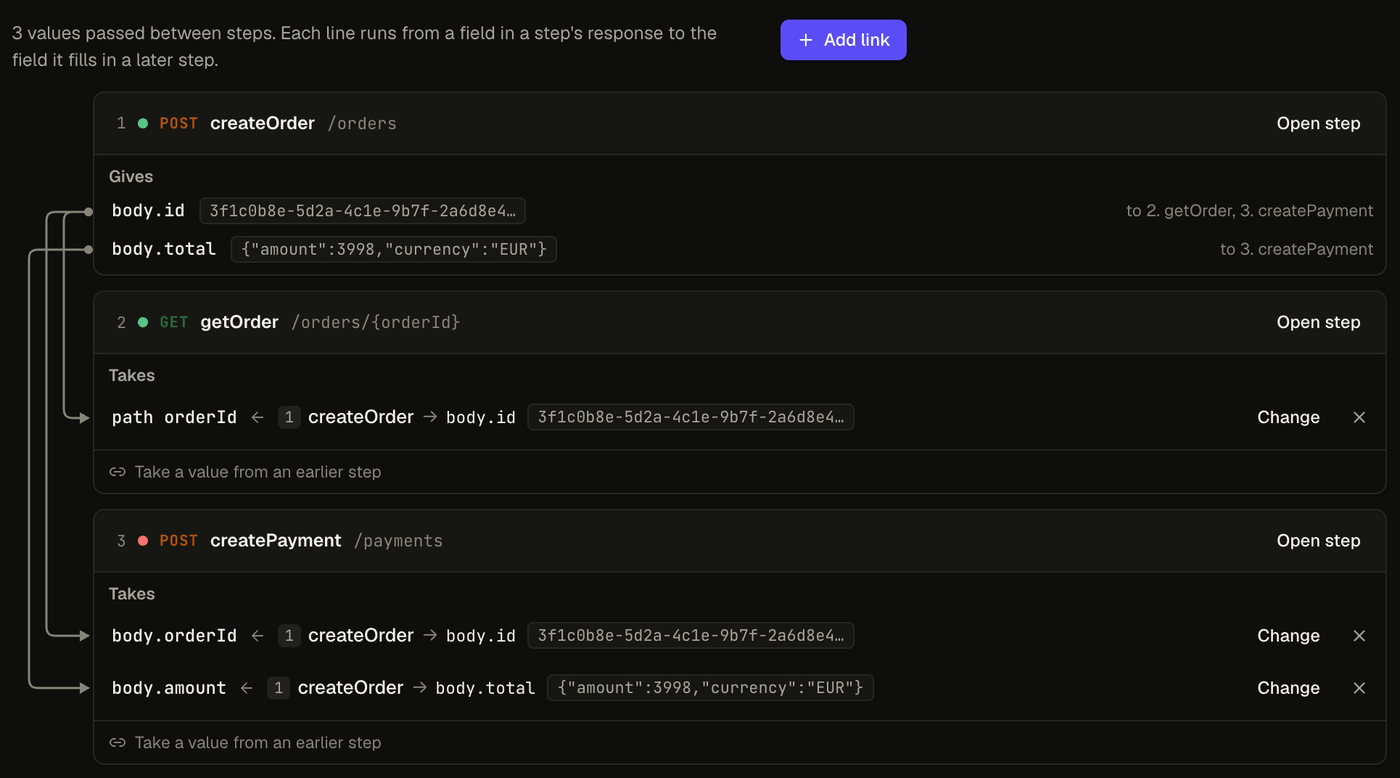 3 values passed between steps. Each line runs from a field in a step's response to the
field it fills in a later step.
+ Add link
1 POST createOrder /orders Open step
Gives
body.id 3f1c0b8e-5d2a-4c1e-9b7f-2a6d8e4… to 2. getOrder, 3. createPayment
body.total {"amount":3998,"currency":"EUR"} to 3. createPayment
2 GET getOrder /orders/{orderId} Open step
Takes
path orderId ← 1 createOrder → body.id 3f1c0b8e-5d2a-4c1e-9b7f-2a6d8e4… Change ×
Take a value from an earlier step
3 POST createPayment /payments Open step
Takes
body.orderId ← 1 createOrder → body.id 3f1c0b8e-5d2a-4c1e-9b7f-2a6d8e4… Change ×
body.amount ← 1 createOrder → body.total {"amount":3998,"currency":"EUR"} Change ×
Take a value from an earlier step